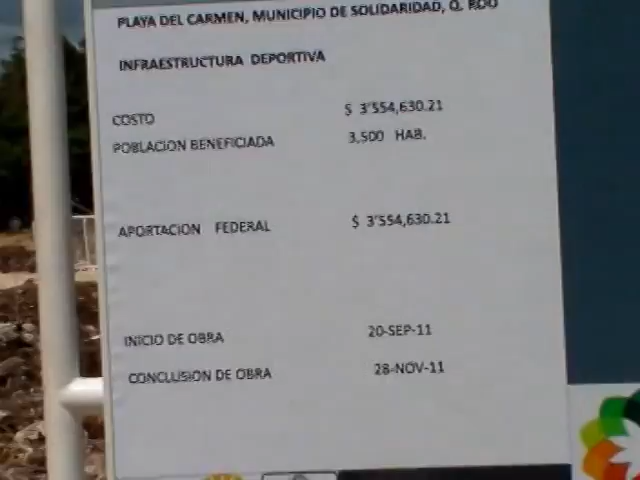 PLAYA DEL CARMEN, MUNICIPIO DE SOLIDARIDAD, Q. ROO
INFRAESTRUCTURA DEPORTIVA
COSTO $ 3'554,630.21
POBLACION BENEFICIADA 3,500 HAB.
APORTACION FEDERAL $ 3'554,630.21
INICIO DE OBRA 20-SEP-11
CONCLUSION DE OBRA 28-NOV-11